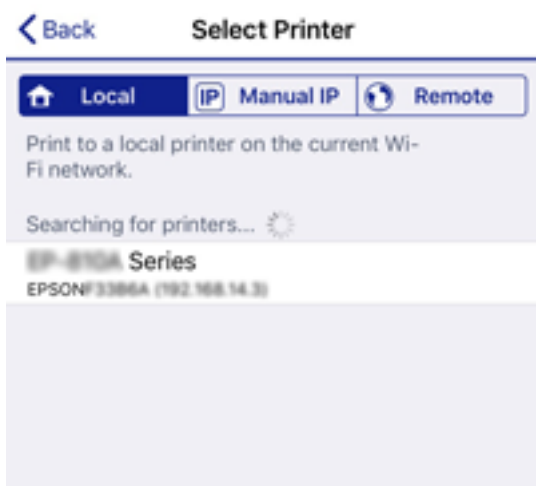 Back
Select Printer
Local
IP Manual IP
Remote
Print to a local printer on the current Wi-
Fi network.
Searching for printers...
Series
EPSON